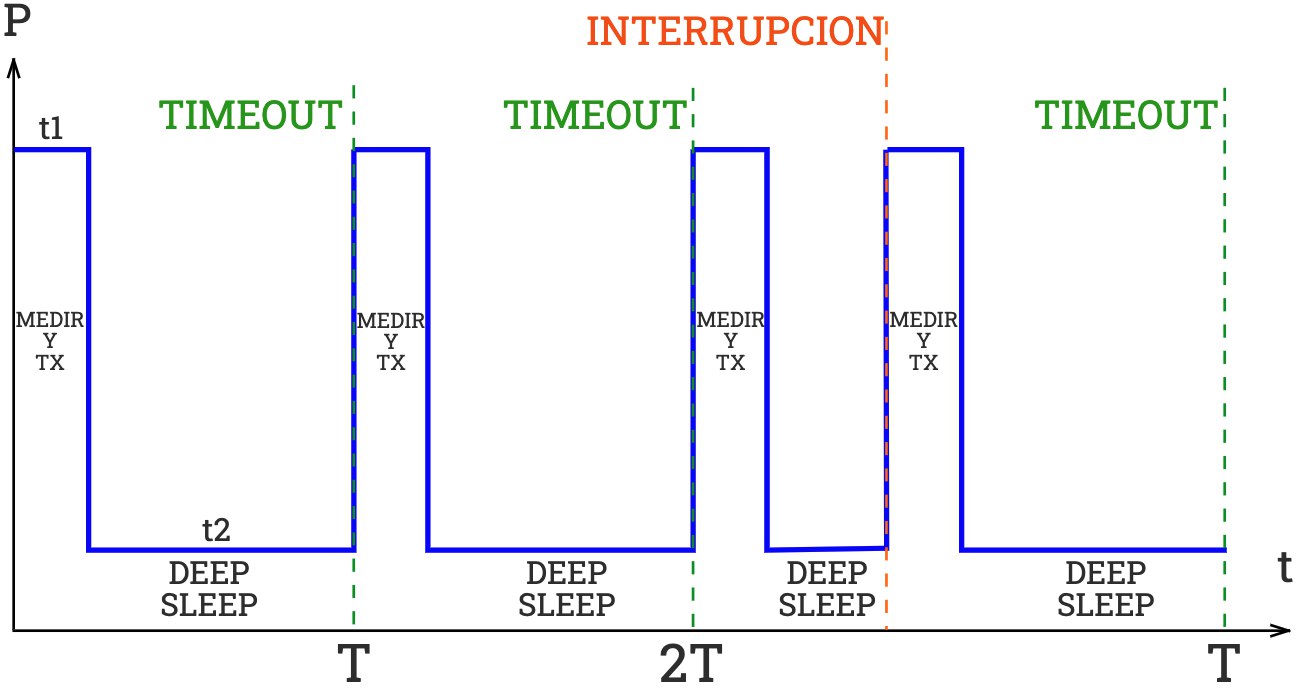 P
INTERRUPCION
TIMEOUT
TIMEOUT
TIMEOUT
t1
MEDIR
Y
TX
MEDIR
Y
TX
MEDIR
Y
TX
MEDIR
Y
TX
t2
DEEP
SLEEP
DEEP
SLEEP
DEEP
SLEEP
DEEP
SLEEP
t
T
2T
T